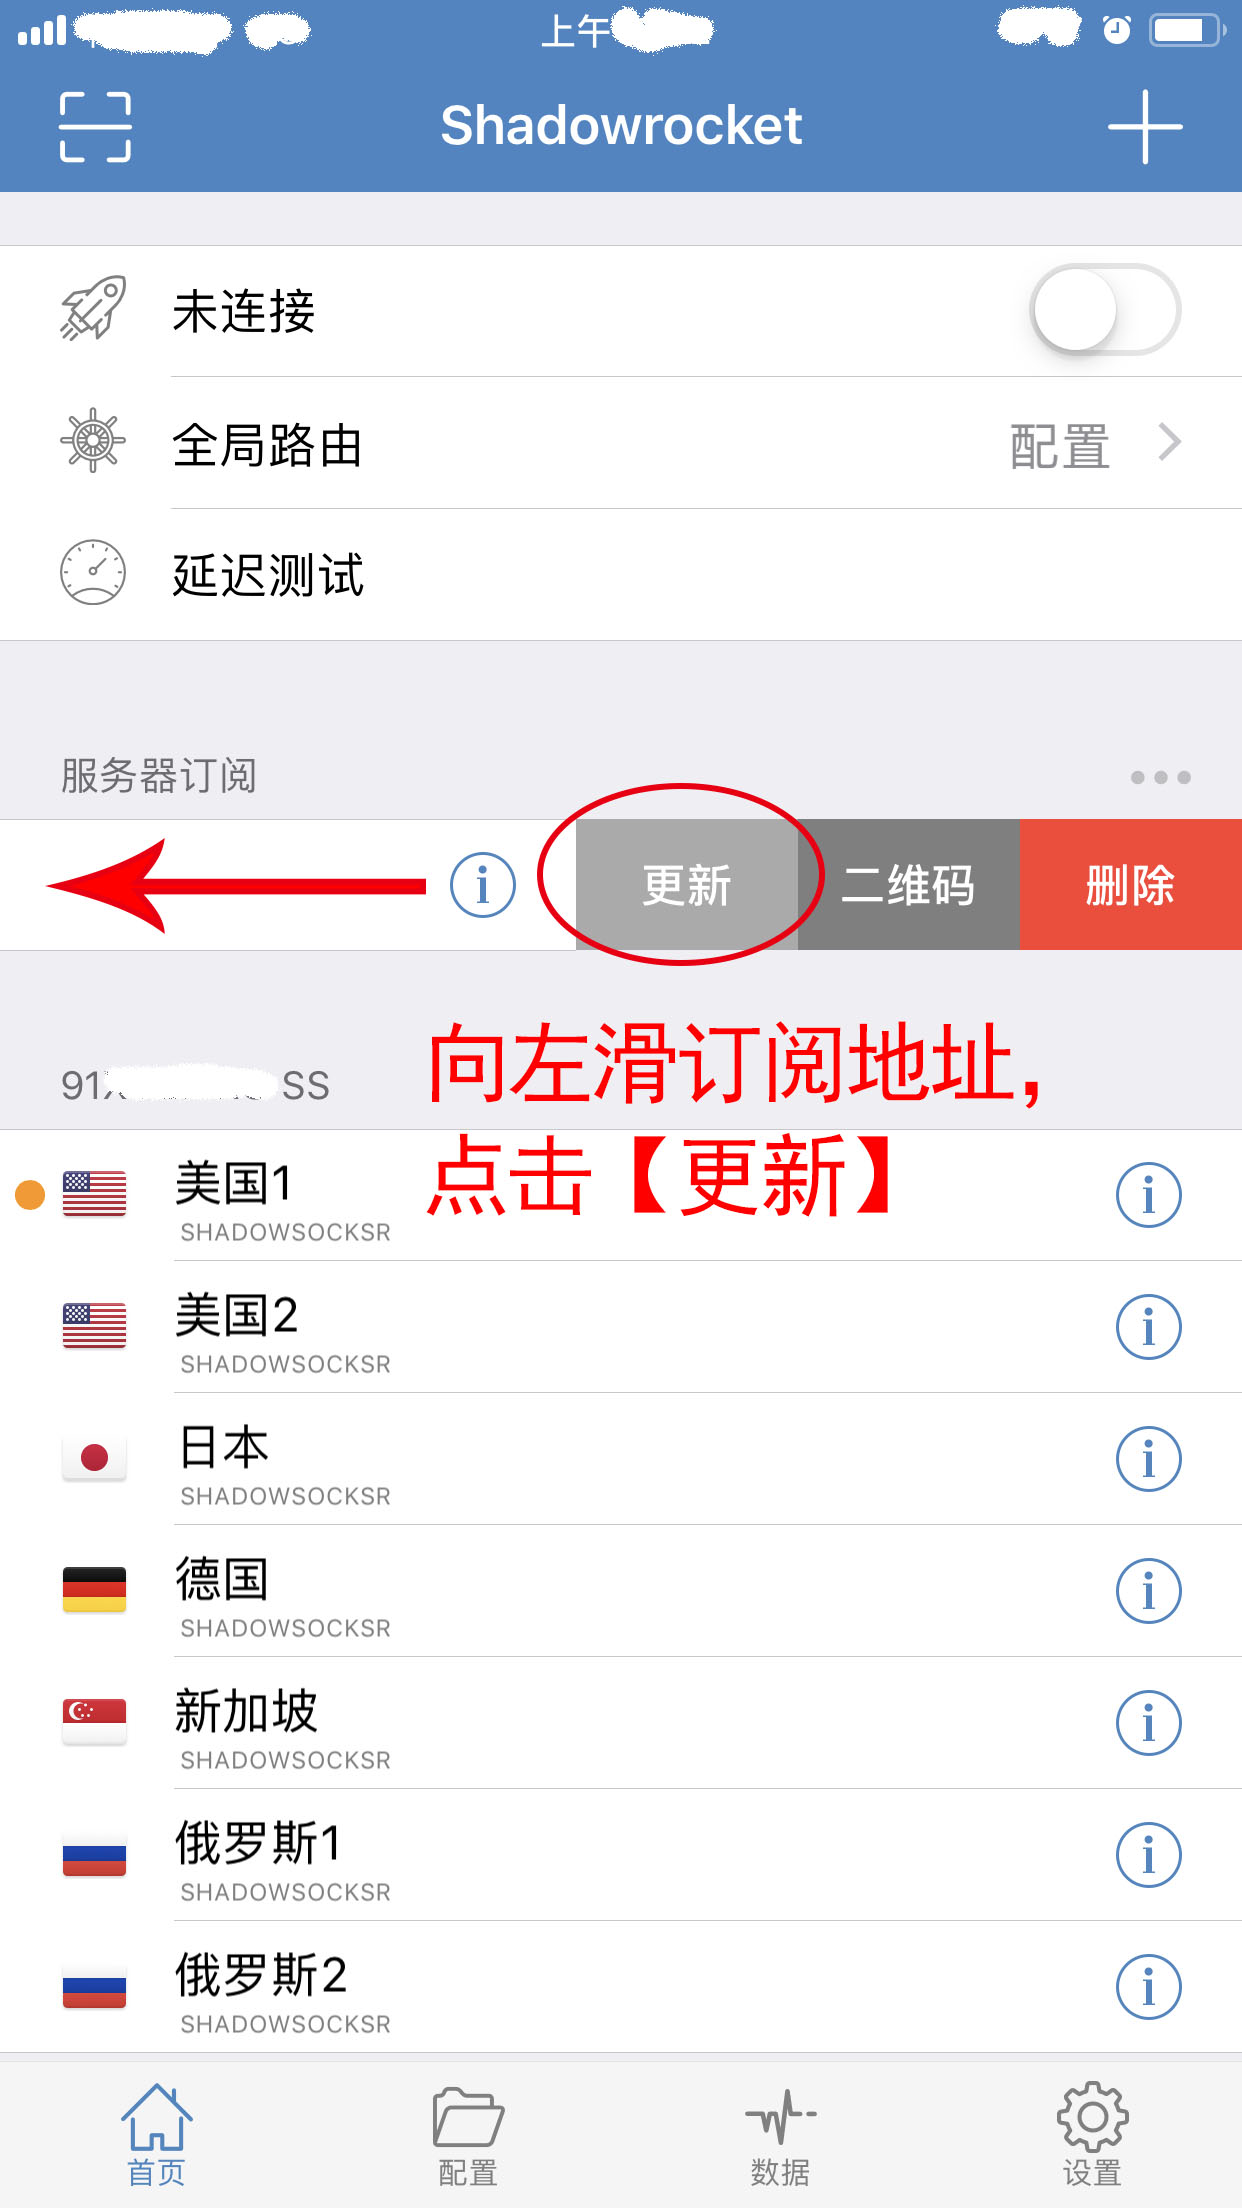 上午
Shadowrocket
未连接
全局路由 配置
延迟测试
服务器订阅
更新 二维码 删除
向左滑订阅地址，
91 SS
点击【更新】
美国1
SHADOWSOCKSR
美国2
SHADOWSOCKSR
日本
SHADOWSOCKSR
德国
SHADOWSOCKSR
新加坡
SHADOWSOCKSR
俄罗斯1
SHADOWSOCKSR
俄罗斯2
SHADOWSOCKSR
首页 配置 数据 设置